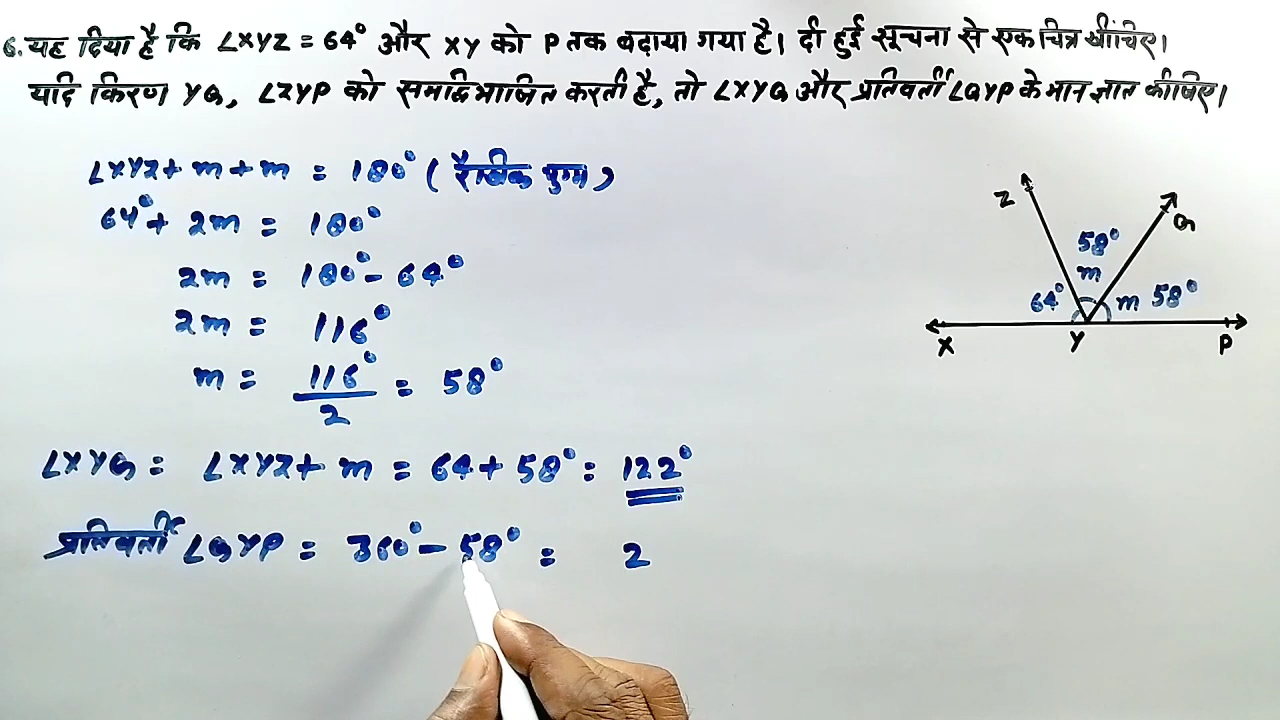 6. यह दिया है कि ∠XYZ = 64° और XY को P तक बढ़ाया गया है। दी हुई सूचना से एक चित्र खींचिए।
यदि किरण YQ, ∠ZYP को समद्विभाजित करती है, तो ∠XYQ और प्रतिवर्ती ∠QYP के मान ज्ञात कीजिए।
∠XYZ + m + m = 180° (रैखिक युग्म)
64° + 2m = 180°
2m = 180° - 64°
2m = 116°
m = 116°/2 = 58°
∠XYQ = ∠XYZ + m = 64 + 58° = 122°
प्रतिवर्ती ∠QYP = 360° - 58° = 2
Z
Q
58°
m
64°
m 58°
X
Y
P